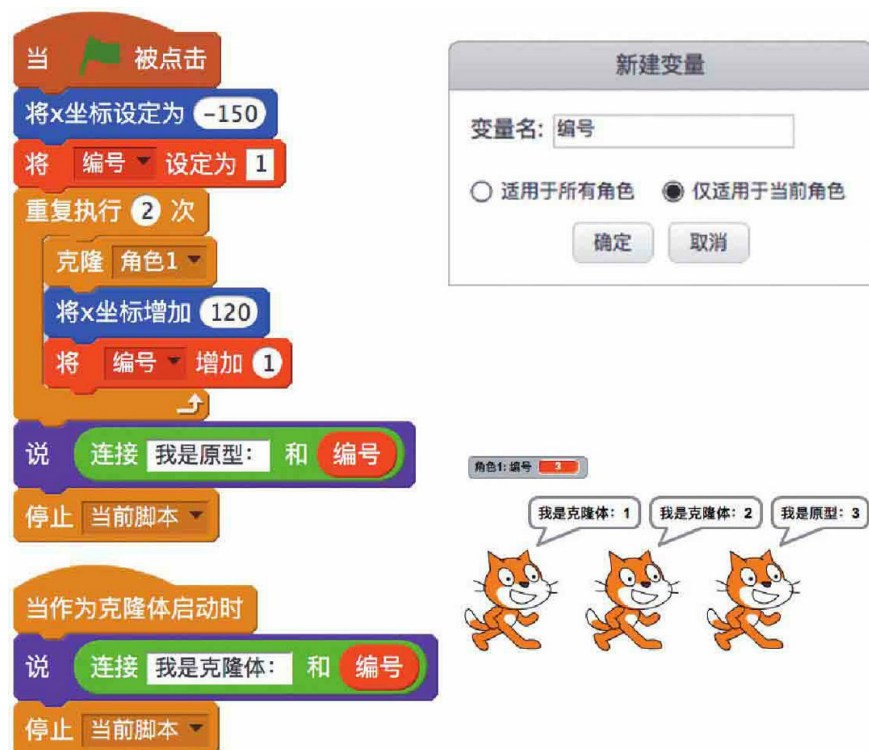 当 被点击
将x坐标设定为 -150
将 编号 设定为 1
重复执行 2 次
克隆 角色1
将x坐标增加 120
将 编号 增加 1
说 连接 我是原型： 和 编号
停止 当前脚本
当作为克隆体启动时
说 连接 我是克隆体： 和 编号
停止 当前脚本
新建变量
变量名: 编号
适用于所有角色 仅适用于当前角色
确定 取消
角色1: 编号 3
我是克隆体：1 我是克隆体：2 我是原型：3